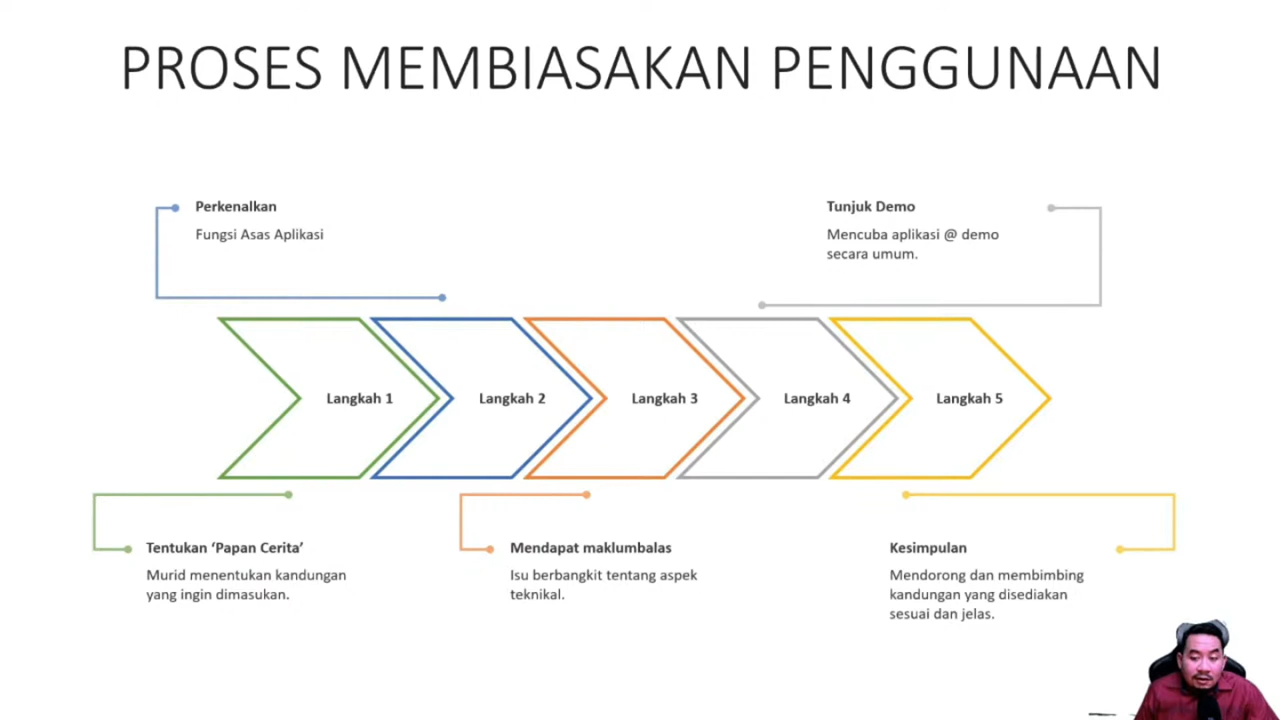 PROSES MEMBIASAKAN PENGGUNAAN
Perkenalkan
Fungsi Asas Aplikasi
Tunjuk Demo
Mencuba aplikasi @ demo
secara umum.
Langkah 1
Langkah 2
Langkah 3
Langkah 4
Langkah 5
Tentukan ‘Papan Cerita’
Murid menentukan kandungan
yang ingin dimasukan.
Mendapat maklumbalas
Isu berbangkit tentang aspek
teknikal.
Kesimpulan
Mendorong dan membimbing
kandungan yang disediakan
sesuai dan jelas.